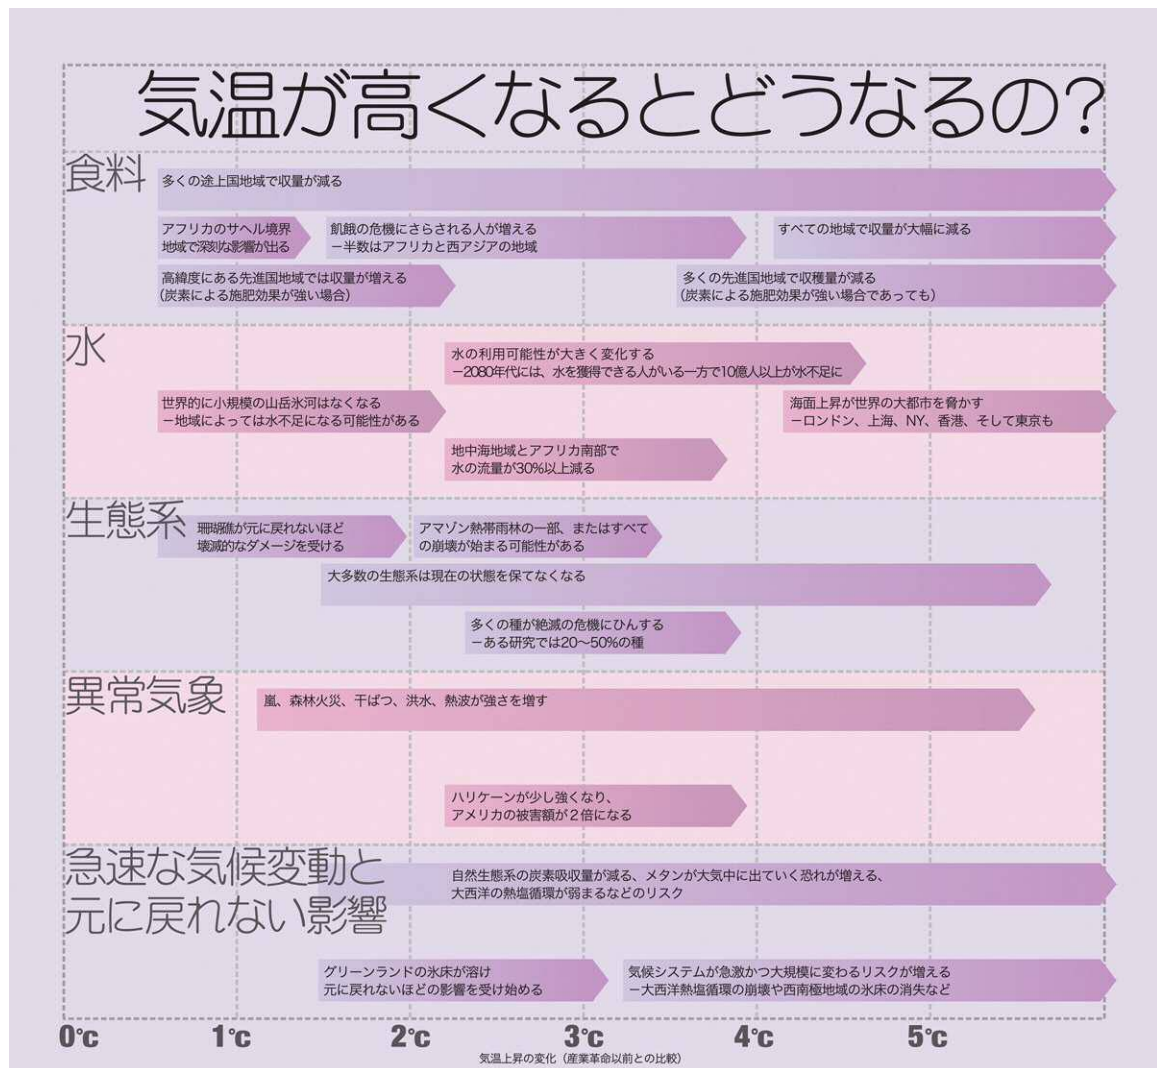 気温が高くなるとどうなるの?
食料
多くの途上国地域で収量が減る
アフリカのサヘル境界
地域で深刻な影響が出る
飢餓の危機にさらされる人が増える
−半数はアフリカと西アジアの地域
すべての地域で収量が大幅に減る
高緯度にある先進国地域では収量が増える
(炭素による施肥効果が強い場合)
多くの先進国地域で収穫量が減る
(炭素による施肥効果が強い場合であっても)
水
水の利用可能性が大きく変化する
−2080年代には、水を獲得できる人がいる一方で10億人以上が水不足に
世界的に小規模の山岳氷河はなくなる
−地域によっては水不足になる可能性がある
海面上昇が世界の大都市を脅かす
−ロンドン、上海、NY、香港、そして東京も
地中海地域とアフリカ南部で
水の流量が30%以上減る
生態系
珊瑚礁が元に戻れないほど
壊滅的なダメージを受ける
アマゾン熱帯雨林の一部、またはすべて
の崩壊が始まる可能性がある
大多数の生態系は現在の状態を保てなくなる
多くの種が絶滅の危機にひんする
−ある研究では20〜50%の種
異常気象
嵐、森林火災、干ばつ、洪水、熱波が強さを増す
ハリケーンが少し強くなり、
アメリカの被害額が2倍になる
急速な気候変動と
元に戻れない影響
自然生態系の炭素吸収量が減る、メタンが大気中に出ていく恐れが増える、
大西洋の熱塩循環が弱まるなどのリスク
グリーンランドの氷床が溶け
元に戻れないほどの影響を受け始める
気候システムが急激かつ大規模に変わるリスクが増える
−大西洋熱塩循環の崩壊や西南極地域の氷床の消失など
0℃ 1℃ 2℃ 3℃ 4℃ 5℃
気温上昇の変化(産業革命以前との比較)